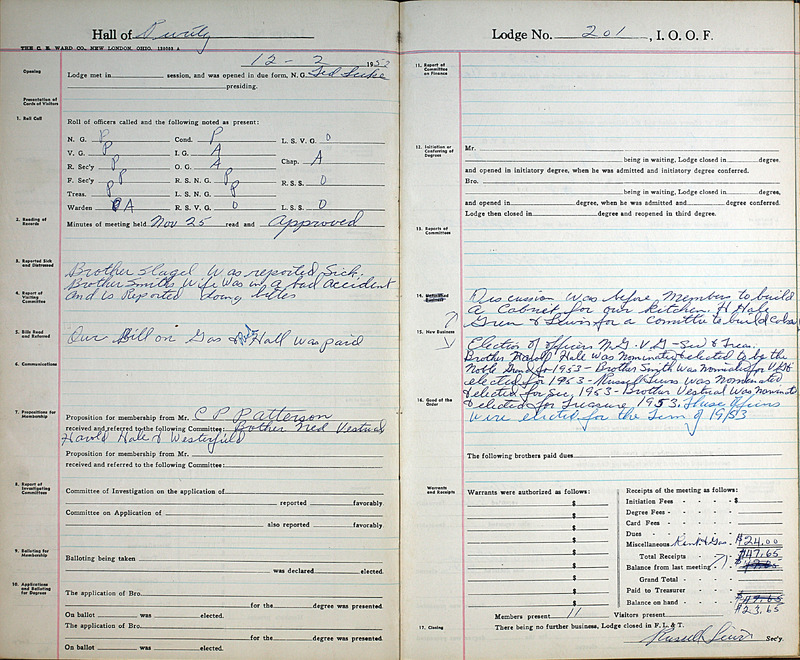 Hall of Purity
THE C. E. WARD CO., NEW LONDON, OHIO.
12 - 2 1952
Opening
Lodge met in session, and was opened in due form, N. G. Ted Luke
presiding.
Presentation of Cards of Visitors
1. Roll Call
Roll of officers called and the following noted as present:
N. G. P Cond. P L. S. V. G. O
V. G. P I. G. A
R. Sec'y P O. G. A Chap. A
F. Sec'y P R. S. N. G. P R. S. S. O
Treas. P L. S. N. G. P
Warden A R. S. V. G. O L. S. S. O
2. Reading of Records
Minutes of meeting held Nov 25 read and Approved
3. Reported Sick and Distressed
Brother Slagel Was reported Sick.
Brother Smiths Wife Was in a bad accident
4. Report of Visiting Committee
And is Reported doing better
5. Bills Read and Referred
Our Bill on Gas Hall was paid
6. Communications
7. Propositions for Membership
Proposition for membership from Mr. C P Patterson
received and referred to the following Committee: Brother Ned Vestrual
Harold Hale & Westerfield
Proposition for membership from Mr.
received and referred to the following Committee:
8. Report of Investigating Committee
Committee of Investigation on the application of
reported favorably.
Committee on Application of
also reported favorably
9. Balloting for Membership
Balloting being taken
was declared elected.
10. Applications and Balloting for Degrees
The application of Bro.
for the degree was presented.
On ballot was elected.
The application of Bro.
for the degree was presented
On ballot was elected.
Lodge No. 201, I. O. O. F.
11. Report of Committee on Finance
12. Initiation or Conferring of Degrees
Mr.
being in waiting, Lodge closed in degree,
and opened in initiatory degree, when he was admitted and initiatory degree conferred.
Bro.
being in waiting, Lodge closed in degree,
and opened in degree, when he was admitted and degree conferred.
Lodge then closed in degree and reopened in third degree.
13. Reports of Committees
14. Unfinished Business
Discussion Was before Member to build
a Cabnit for our kitchen. H Hale
Gren & Lewis for a Committe to build Cabnit
15. New Business
Election of officers N.G. V.G - Sec & Treas.
Brother Harold Hale Was Nominated & elected to be the
Noble Grand for 1953 - Brother Smith Was Nominated for V.G &
elected for 1953 - Russell Lewis was Nominated
& elected for Sec, 1953 - Brother Vestrual Was Nominated
16. Good of the Order
& elected for Treasure, 1953. These officers
Were elected for the Term of 1953
The following brothers paid dues
Warrants and Receipts
Warrants were authorized as follows:
$
$
$
$
$
$
$
$
$
Receipts of the meeting as follows:
Initiation Fees $
Degree Fees
Card Fees
Dues
Miscellaneous Rent & Gas $24.00
Total Receipts $47.65
Balance from last meeting
Grand Total
Paid to Treasurer
Balance on hand $47.65
$23.65
Members present 11 Visitors present
17. Closing
There being no further business, Lodge closed in F., L. & T.
Russell Lewis Sec'y.